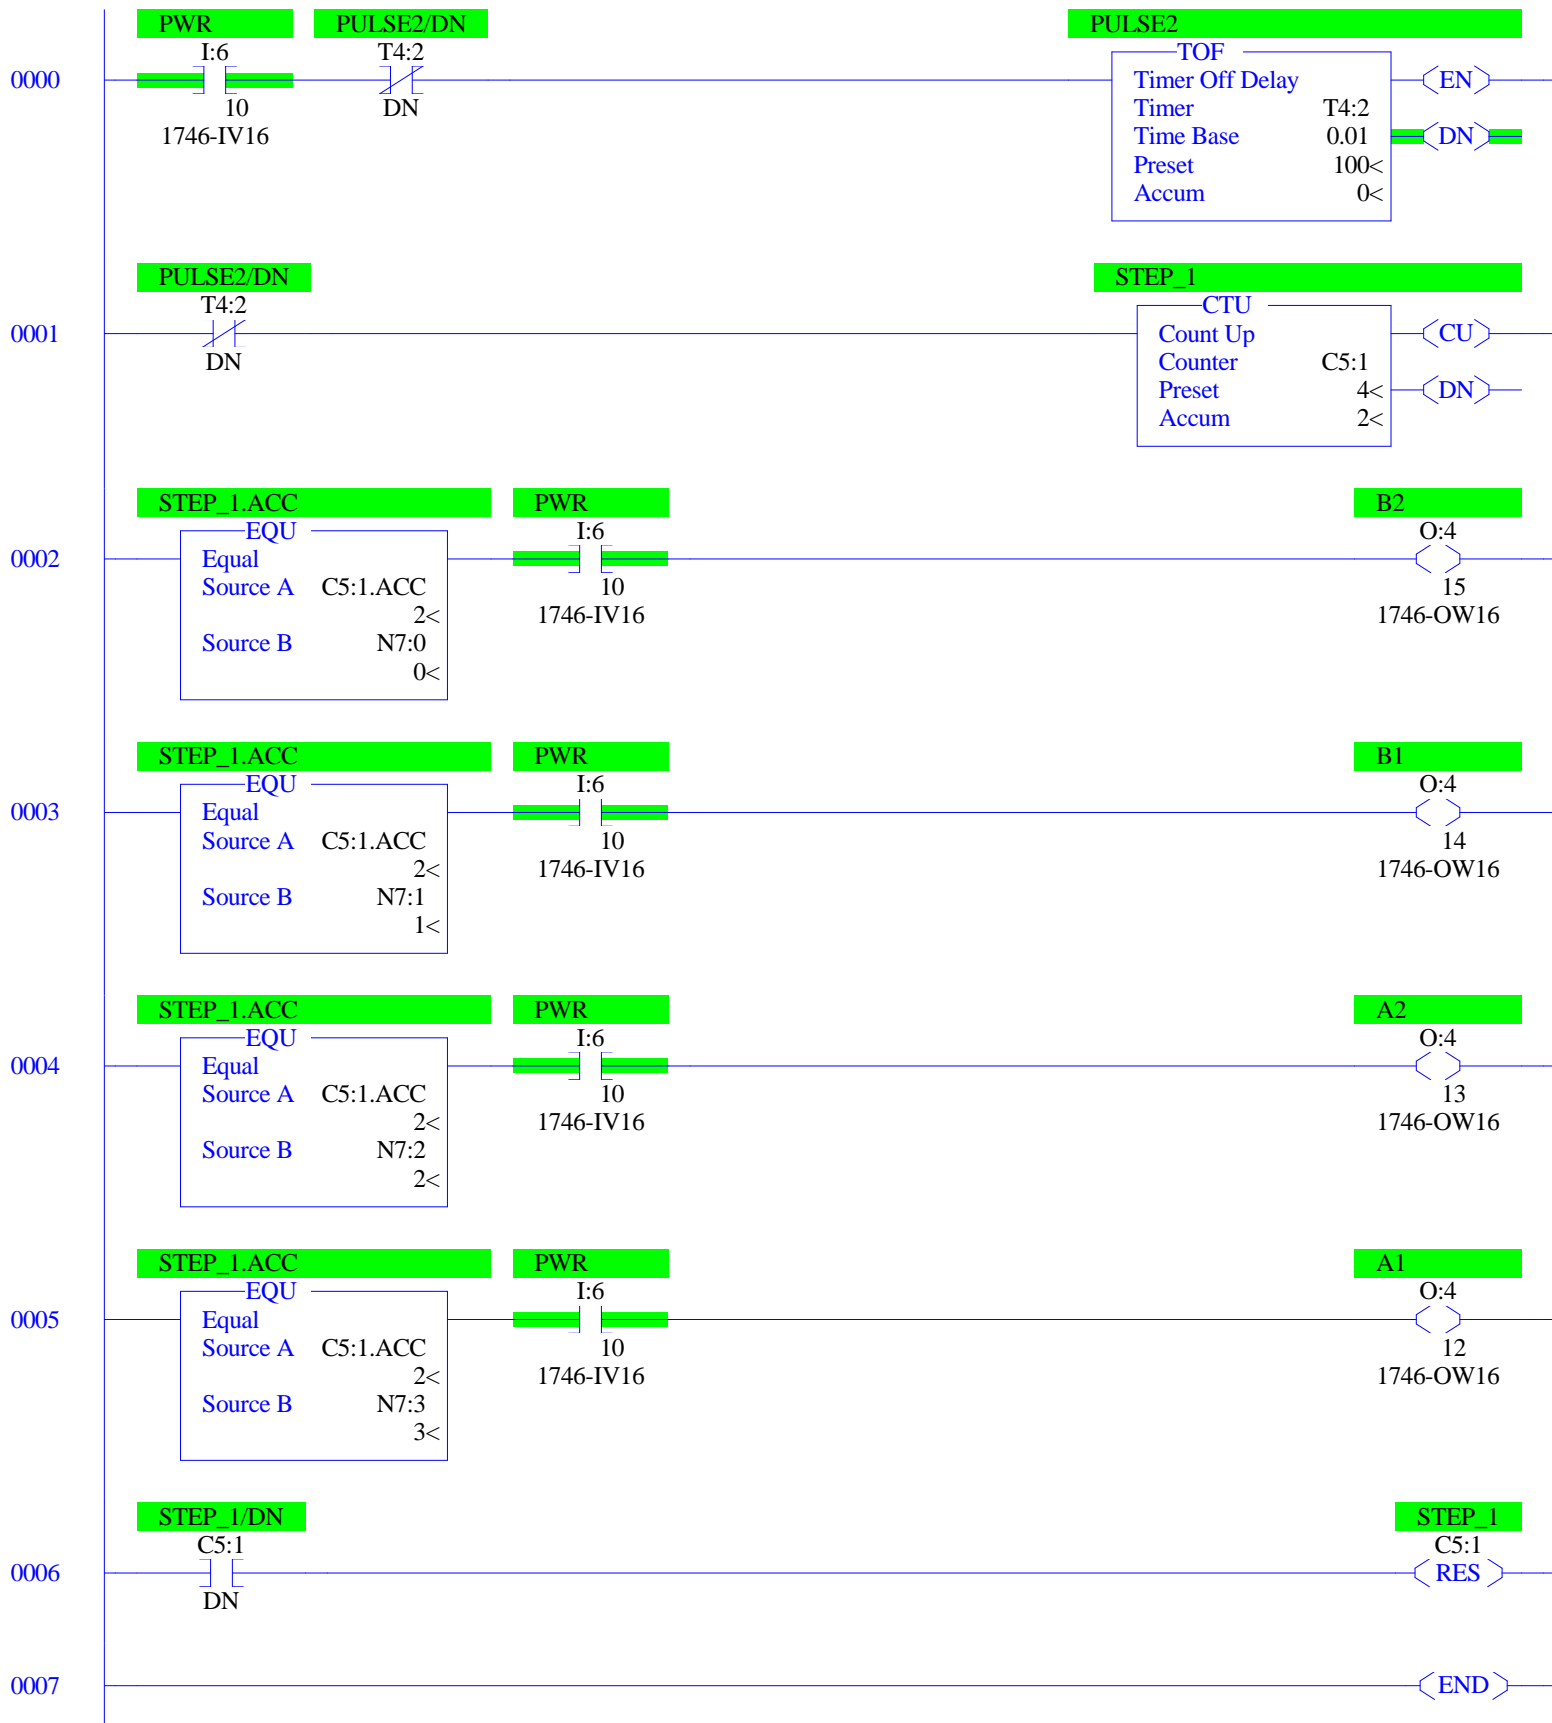 PWR PULSE2/DN PULSE2
I:6 T4:2 TOF
0000 Timer Off Delay EN
10 DN Timer T4:2
1746-IV16 Time Base 0.01 DN
Preset 100<
Accum 0<
PULSE2/DN STEP_1
T4:2 CTU
0001 Count Up CU
DN Counter C5:1
Preset 4< DN
Accum 2<
STEP_1.ACC PWR B2
EQU I:6 O:4
0002 Equal
Source A C5:1.ACC 10 15
2< 1746-IV16 1746-OW16
Source B N7:0
0<
STEP_1.ACC PWR B1
EQU I:6 O:4
0003 Equal
Source A C5:1.ACC 10 14
2< 1746-IV16 1746-OW16
Source B N7:1
1<
STEP_1.ACC PWR A2
EQU I:6 O:4
0004 Equal
Source A C5:1.ACC 10 13
2< 1746-IV16 1746-OW16
Source B N7:2
2<
STEP_1.ACC PWR A1
EQU I:6 O:4
0005 Equal
Source A C5:1.ACC 10 12
2< 1746-IV16 1746-OW16
Source B N7:3
3<
STEP_1/DN STEP_1
C5:1 C5:1
0006 RES
DN
0007 END